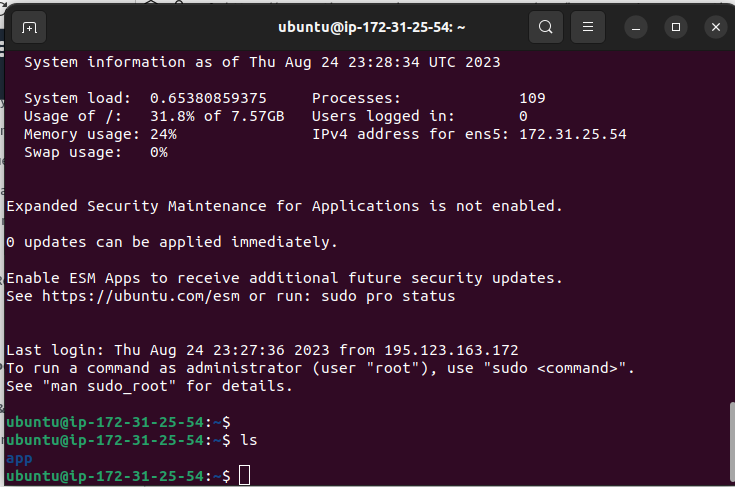 ubuntu@ip-172-31-25-54: ~
System information as of Thu Aug 24 23:28:34 UTC 2023
System load:  0.65380859375     Processes:             109
Usage of /:   31.8% of 7.57GB   Users logged in:       0
Memory usage: 24%               IPv4 address for ens5: 172.31.25.54
Swap usage:   0%
Expanded Security Maintenance for Applications is not enabled.
0 updates can be applied immediately.
Enable ESM Apps to receive additional future security updates.
See https://ubuntu.com/esm or run: sudo pro status
Last login: Thu Aug 24 23:27:36 2023 from 195.123.163.172
To run a command as administrator (user "root"), use "sudo <command>".
See "man sudo_root" for details.
ubuntu@ip-172-31-25-54:~$
ubuntu@ip-172-31-25-54:~$ ls
app
ubuntu@ip-172-31-25-54:~$